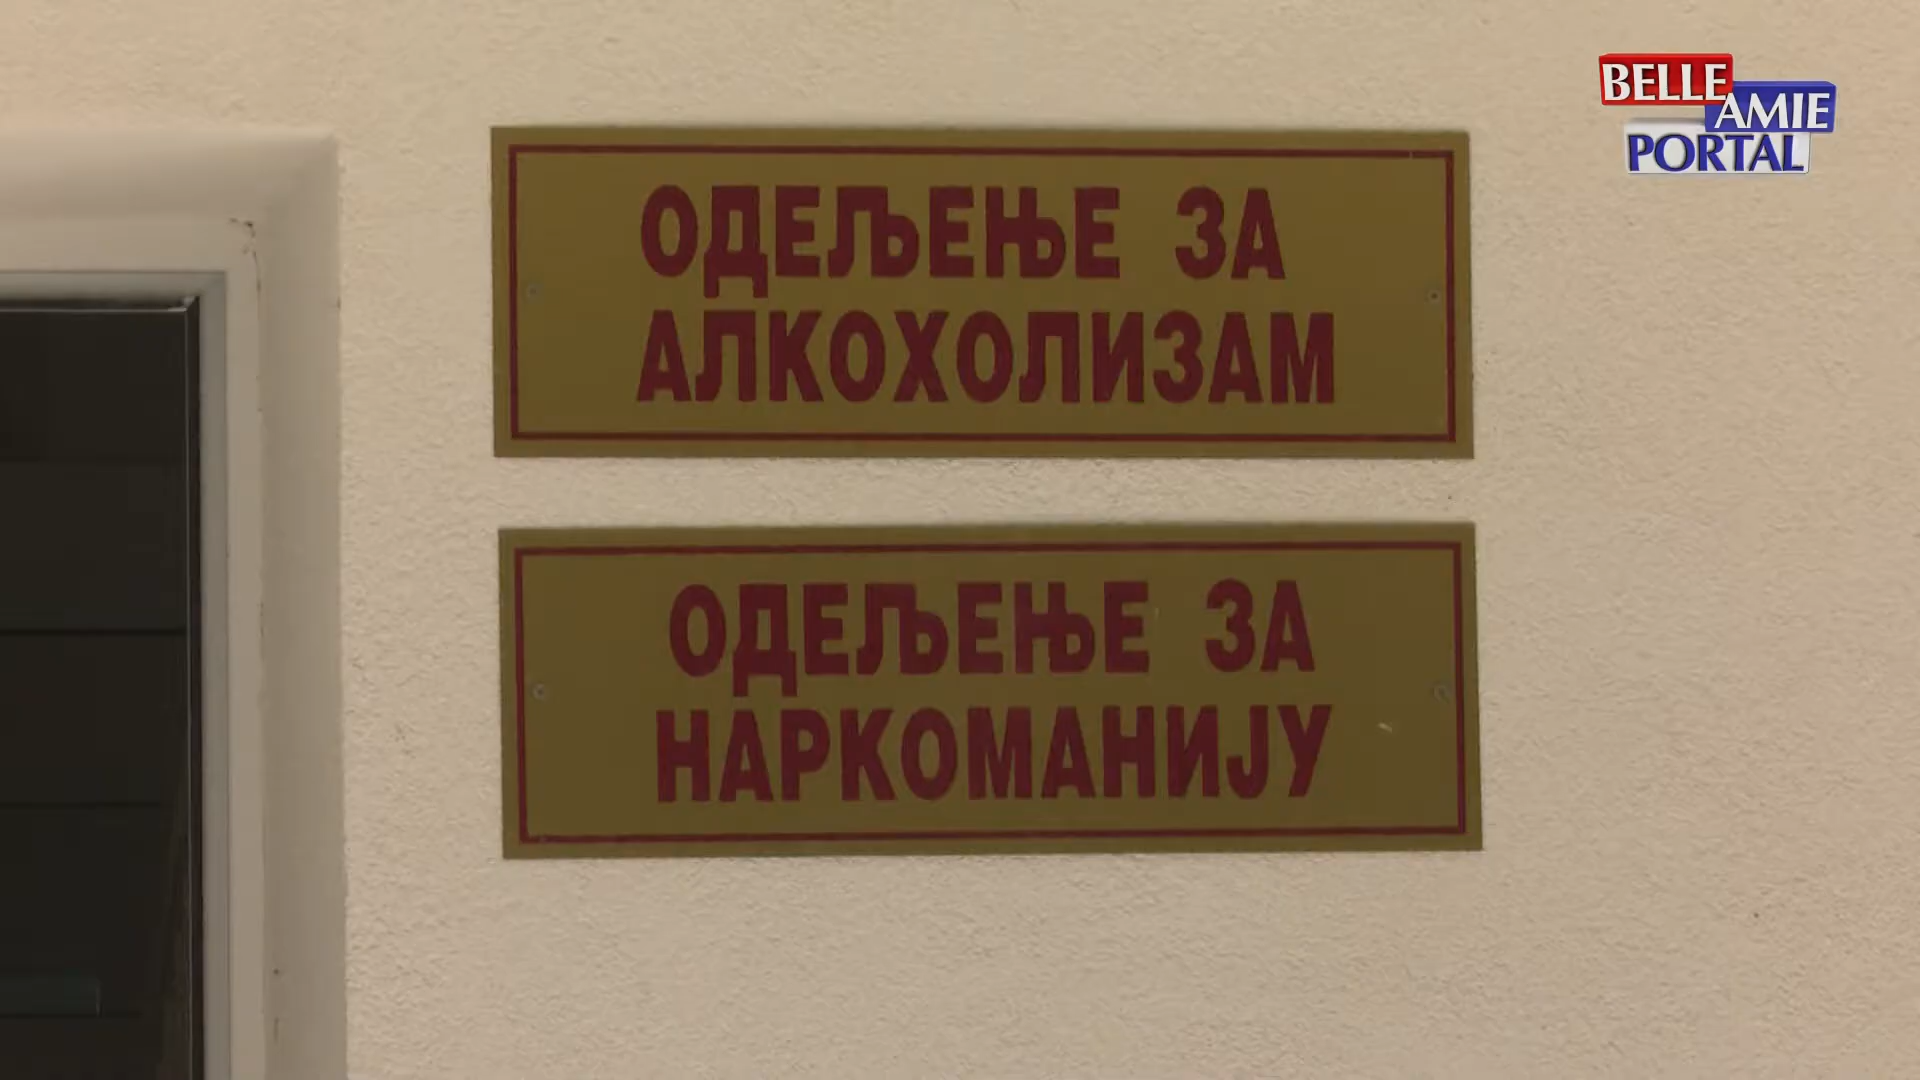 BELLE
AMIE
PORTAL
ОДЕЉЕЊЕ ЗА
АЛКОХОЛИЗАМ
ОДЕЉЕЊЕ ЗА
НАРКОМАНИЈУ